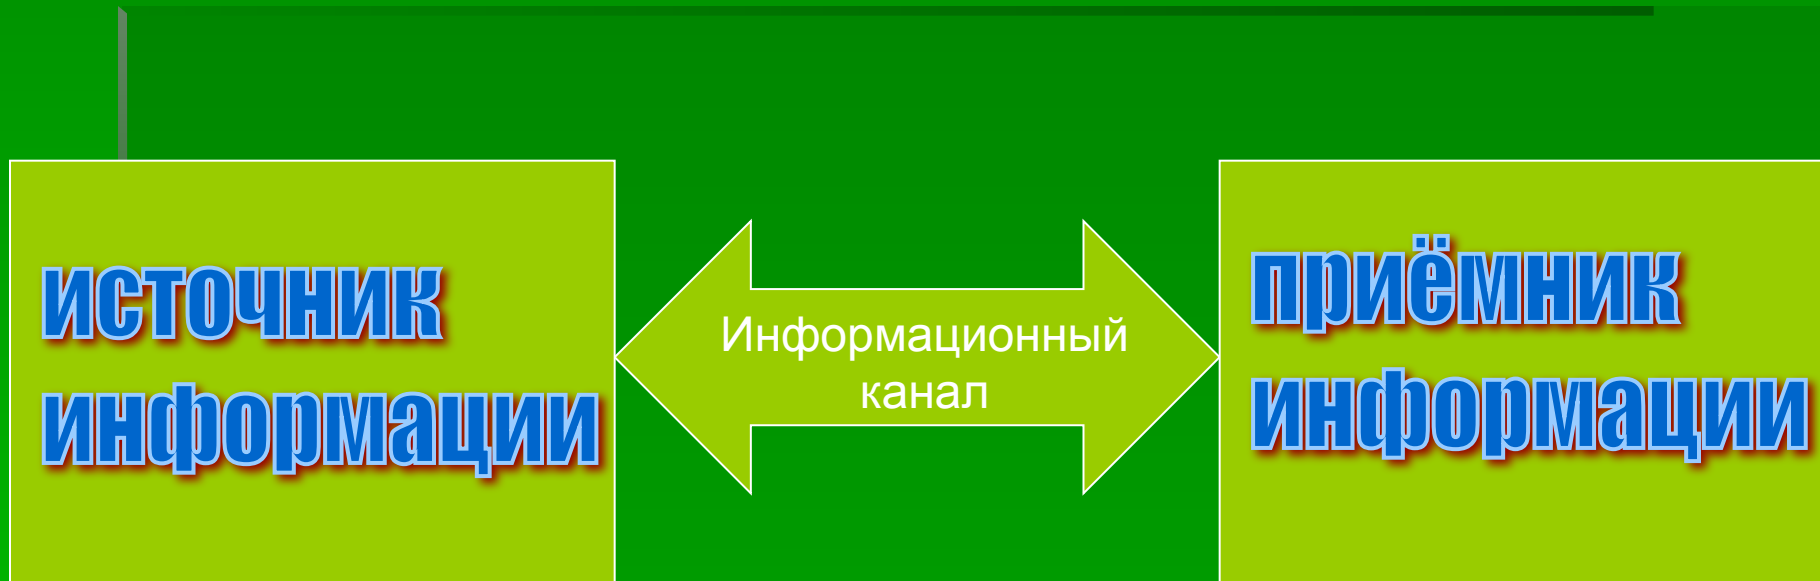 источник
информации
Информационный
канал
приёмник
информации